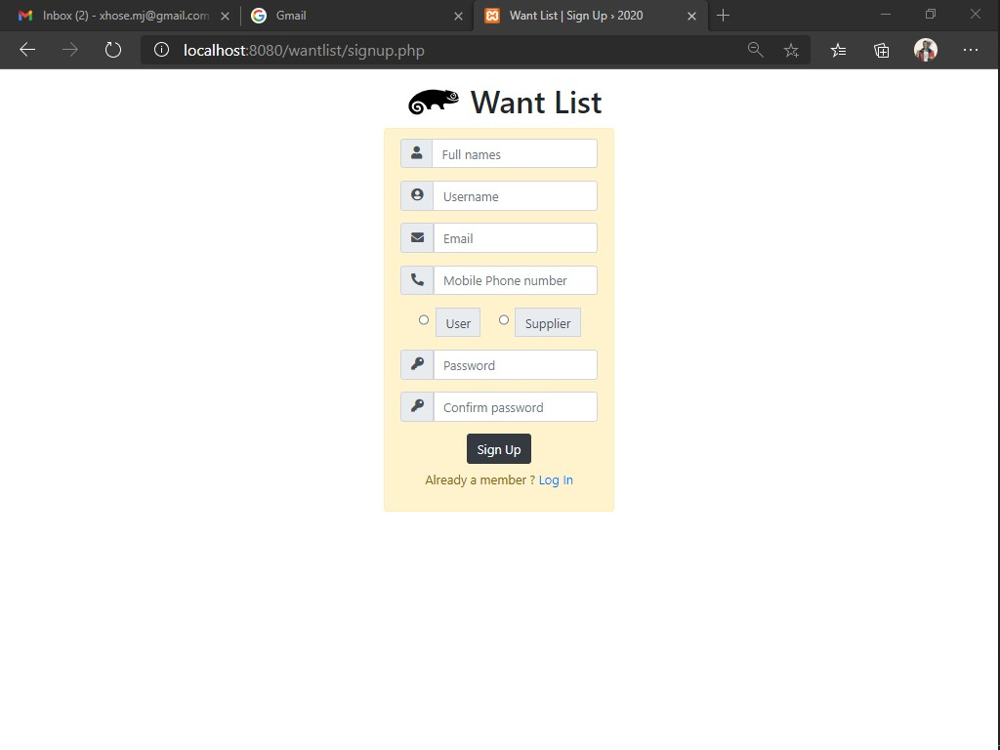 Inbox (2) - xhose.mj@gmail.com
Gmail
Want List | Sign Up › 2020
localhost:8080/wantlist/signup.php
Want List
Full names
Username
Email
Mobile Phone number
User
Supplier
Password
Confirm password
Sign Up
Already a member ? Log In